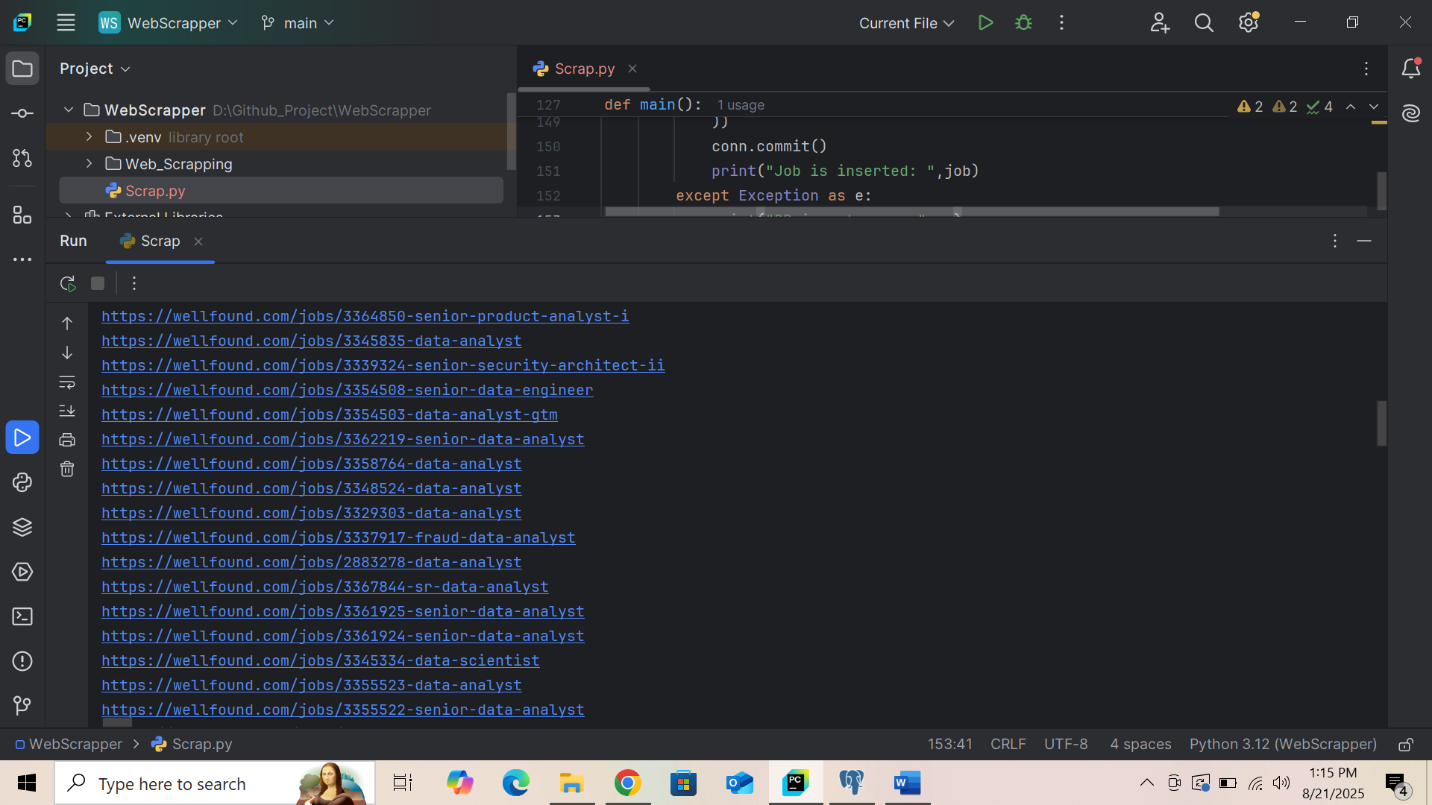 WS WebScrapper main Current File
Project
Scrap.py
WebScrapper D:\Github_Project\WebScrapper
.venv library root
Web_Scrapping
Scrap.py
127 def main(): 1 usage
2 2 4
149 ))
150 conn.commit()
151 print("Job is inserted: ",job)
152 except Exception as e:
Run Scrap
https://wellfound.com/jobs/3364850-senior-product-analyst-i
https://wellfound.com/jobs/3345835-data-analyst
https://wellfound.com/jobs/3339324-senior-security-architect-ii
https://wellfound.com/jobs/3354508-senior-data-engineer
https://wellfound.com/jobs/3354503-data-analyst-gtm
https://wellfound.com/jobs/3362219-senior-data-analyst
https://wellfound.com/jobs/3358764-data-analyst
https://wellfound.com/jobs/3348524-data-analyst
https://wellfound.com/jobs/3329303-data-analyst
https://wellfound.com/jobs/3337917-fraud-data-analyst
https://wellfound.com/jobs/2883278-data-analyst
https://wellfound.com/jobs/3367844-sr-data-analyst
https://wellfound.com/jobs/3361925-senior-data-analyst
https://wellfound.com/jobs/3361924-senior-data-analyst
https://wellfound.com/jobs/3345334-data-scientist
https://wellfound.com/jobs/3355523-data-analyst
https://wellfound.com/jobs/3355522-senior-data-analyst
WebScrapper > Scrap.py 153:41 CRLF UTF-8 4 spaces Python 3.12 (WebScrapper)
Type here to search
1:15 PM
8/21/2025
4